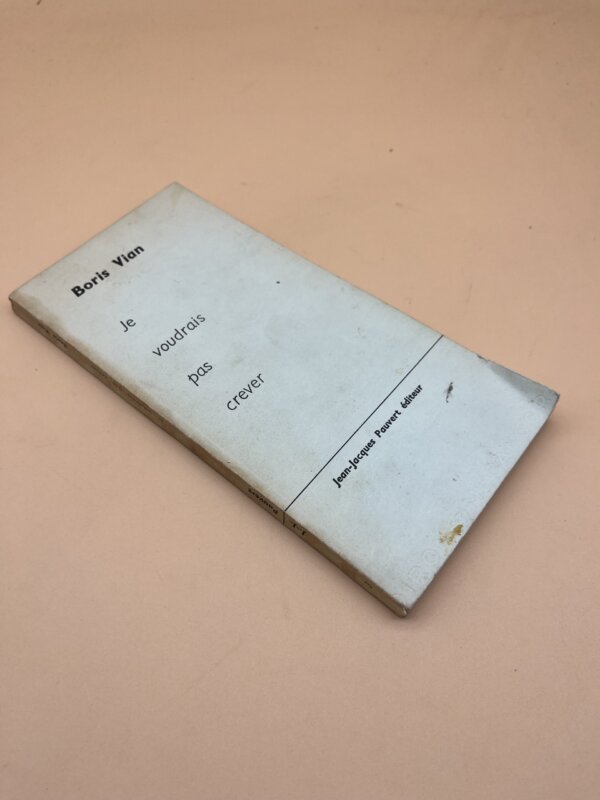 Boris Vian
Je
voudrais
pas
crever
Jean-Jacques Pauvert éditeur